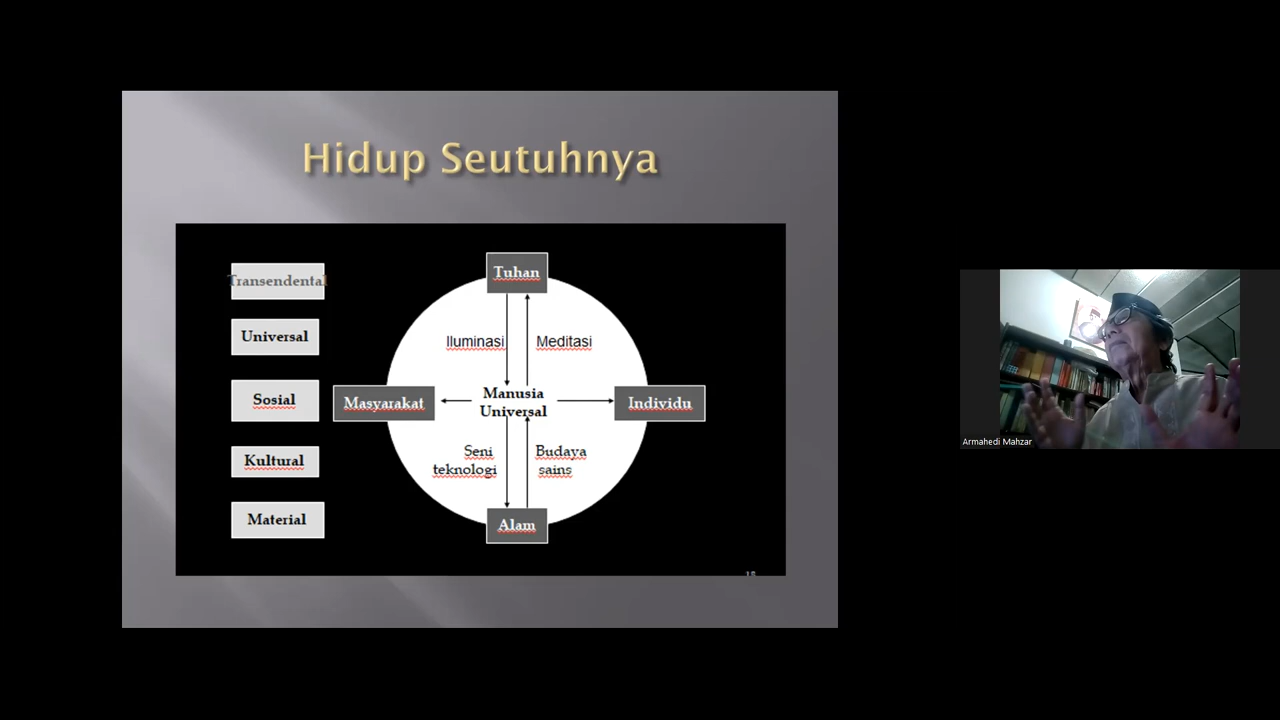 Hidup Seutuhnya
Transendental
Universal
Sosial
Kultural
Material
Tuhan
Iluminasi
Meditasi
Masyarakat
Manusia
Universal
Individu
Seni
teknologi
Budaya
sains
Alam
18
Armahedi Mahzar